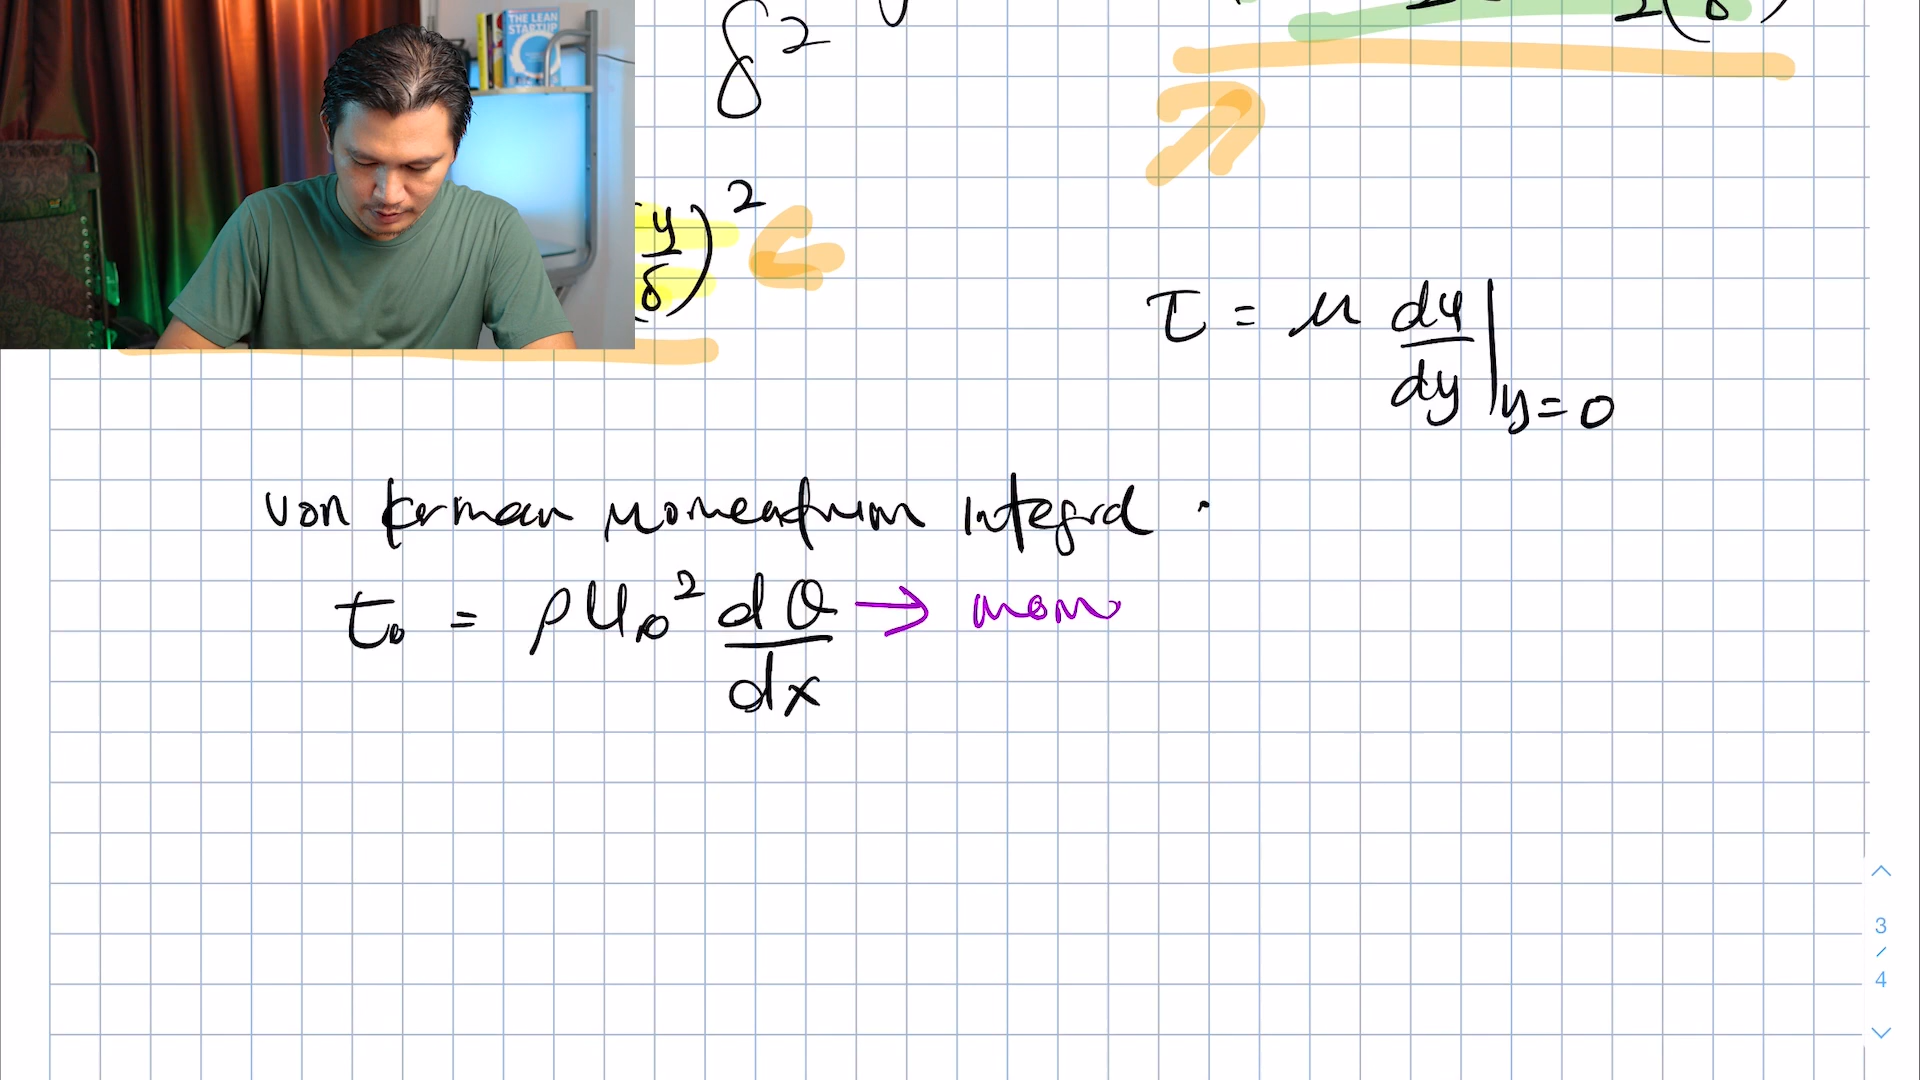 THE LEAN
STARTUP
δ²
2 (δ)
(y/δ)²
τ = μ du/dy |y=0
von Karman momentum Integral .
τ₀ = ρU∞² dθ/dx → mom
3
/
4